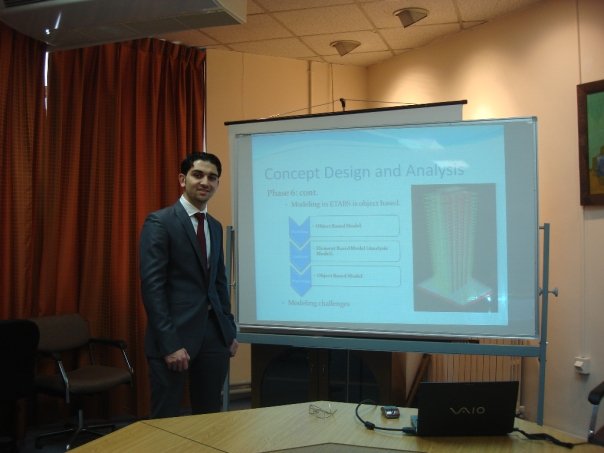 Concept Design and Analysis
Phase 6: cont.
• Modeling in ETABS is object based.
Object Based Model
Element Based Model (Analysis Model)
Object Based Model
• Modeling challenges
VAIO